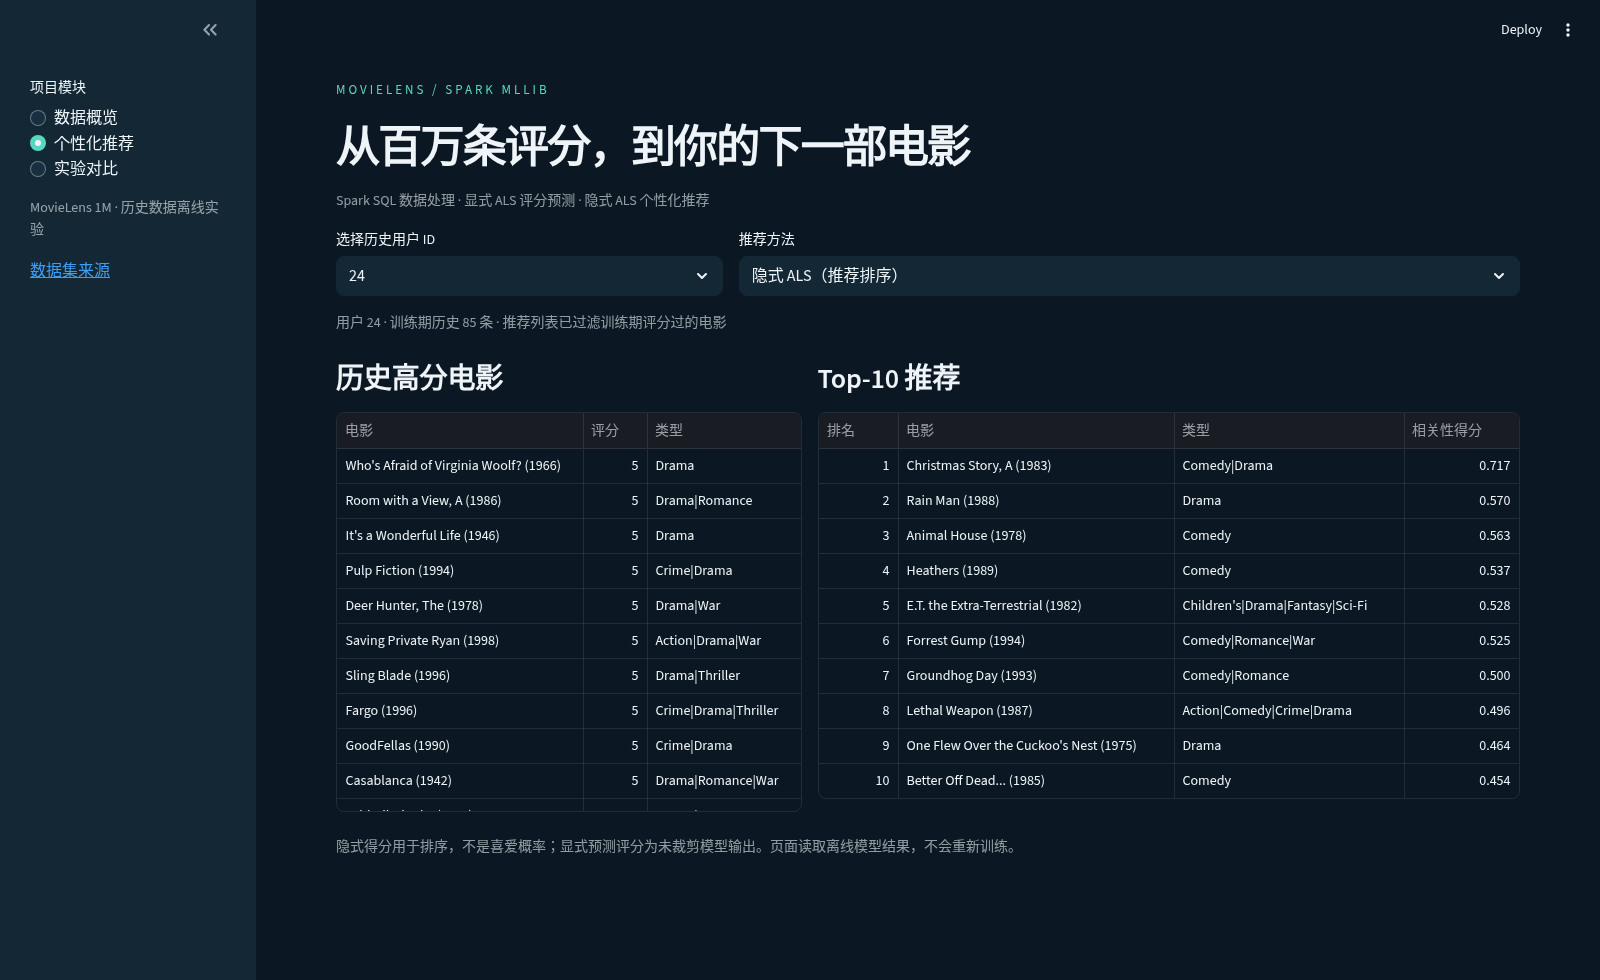 Deploy
项目模块
数据概览
个性化推荐
实验对比
MovieLens 1M · 历史数据离线实
验
数据集来源
MOVIELENS / SPARK MLLIB
从百万条评分，到你的下一部电影
Spark SQL 数据处理 · 显式 ALS 评分预测 · 隐式 ALS 个性化推荐
选择历史用户 ID 推荐方法
24 隐式 ALS（推荐排序）
用户 24 · 训练期历史 85 条 · 推荐列表已过滤训练期评分过的电影
历史高分电影
电影 评分 类型
Who's Afraid of Virginia Woolf? (1966) 5 Drama
Room with a View, A (1986) 5 Drama|Romance
It's a Wonderful Life (1946) 5 Drama
Pulp Fiction (1994) 5 Crime|Drama
Deer Hunter, The (1978) 5 Drama|War
Saving Private Ryan (1998) 5 Action|Drama|War
Sling Blade (1996) 5 Drama|Thriller
Fargo (1996) 5 Crime|Drama|Thriller
GoodFellas (1990) 5 Crime|Drama
Casablanca (1942) 5 Drama|Romance|War
Top-10 推荐
排名 电影 类型 相关性得分
1 Christmas Story, A (1983) Comedy|Drama 0.717
2 Rain Man (1988) Drama 0.570
3 Animal House (1978) Comedy 0.563
4 Heathers (1989) Comedy 0.537
5 E.T. the Extra-Terrestrial (1982) Children's|Drama|Fantasy|Sci-Fi 0.528
6 Forrest Gump (1994) Comedy|Romance|War 0.525
7 Groundhog Day (1993) Comedy|Romance 0.500
8 Lethal Weapon (1987) Action|Comedy|Crime|Drama 0.496
9 One Flew Over the Cuckoo's Nest (1975) Drama 0.464
10 Better Off Dead... (1985) Comedy 0.454
隐式得分用于排序，不是喜爱概率；显式预测评分为未裁剪模型输出。页面读取离线模型结果，不会重新训练。